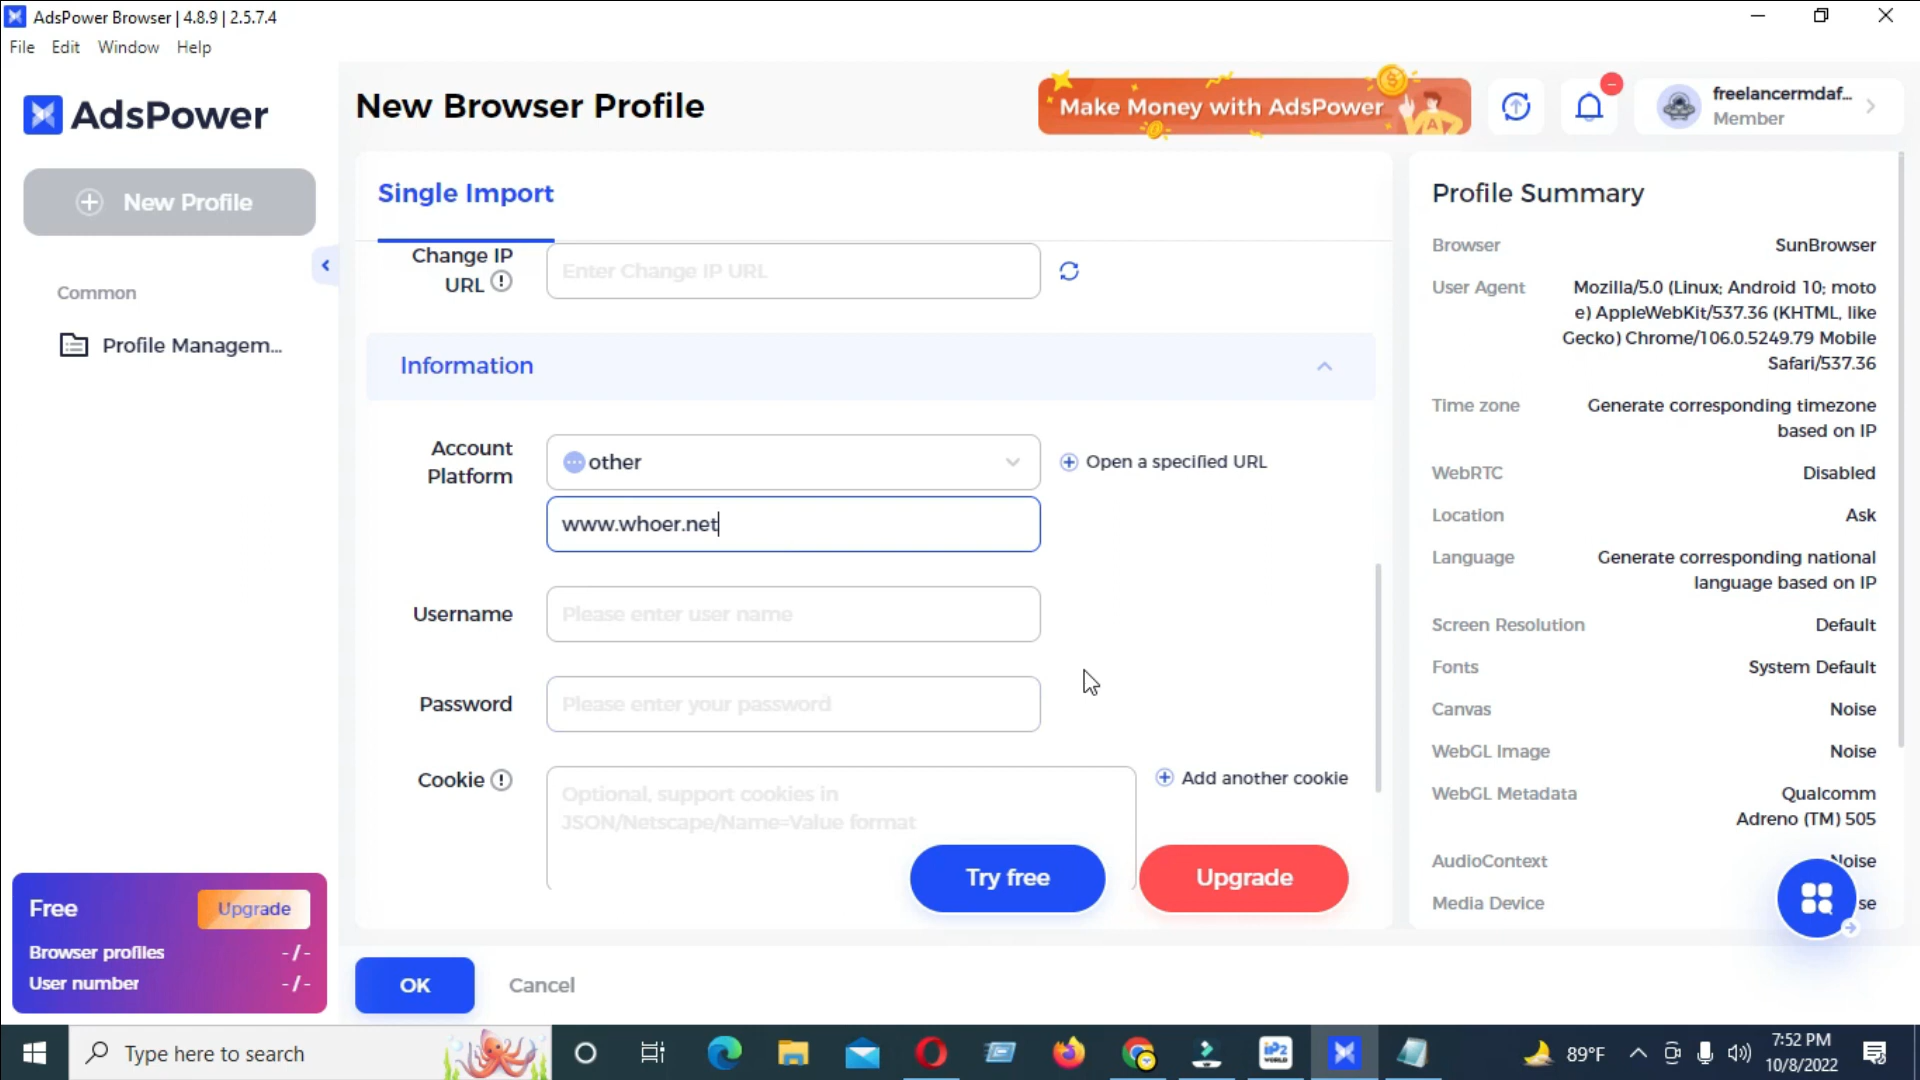 AdsPower Browser | 4.8.9 | 2.5.7.4
File Edit Window Help
AdsPower
New Profile
Common
Profile Managem...
Free
Upgrade
Browser profiles - / -
User number - / -
New Browser Profile
Make Money with AdsPower
freelancermdaf...
Member
Single Import
Change IP
URL
Enter Change IP URL
Information
Account
Platform
other
Open a specified URL
www.whoer.net
Username
Please enter user name
Password
Please enter your password
Cookie
Optional, support cookies in
JSON/Netscape/Name=Value format
Add another cookie
Try free
Upgrade
OK
Cancel
Profile Summary
Browser SunBrowser
User Agent Mozilla/5.0 (Linux; Android 10; moto
e) AppleWebKit/537.36 (KHTML, like
Gecko) Chrome/106.0.5249.79 Mobile
Safari/537.36
Time zone Generate corresponding timezone
based on IP
WebRTC Disabled
Location Ask
Language Generate corresponding national
language based on IP
Screen Resolution Default
Fonts System Default
Canvas Noise
WebGL Image Noise
WebGL Metadata Qualcomm
Adreno (TM) 505
AudioContext Noise
Media Device se
Type here to search
iP2
WORLD
89°F
7:52 PM
10/8/2022